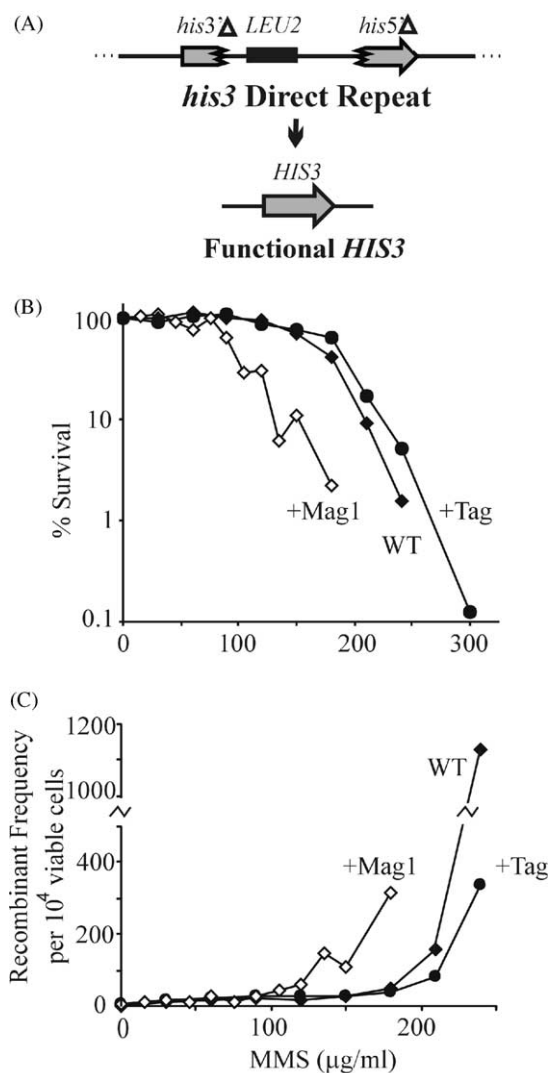 (A)
his3'Δ LEU2 his5'Δ
his3 Direct Repeat
HIS3
Functional HIS3
(B)
100
10
1
0.1
% Survival
+Mag1
WT
+Tag
0 100 200 300
(C)
1200
1000
400
200
0
Recombinant Frequency
per 10⁴ viable cells
WT
+Mag1
+Tag
0 100 200
MMS (μg/ml)